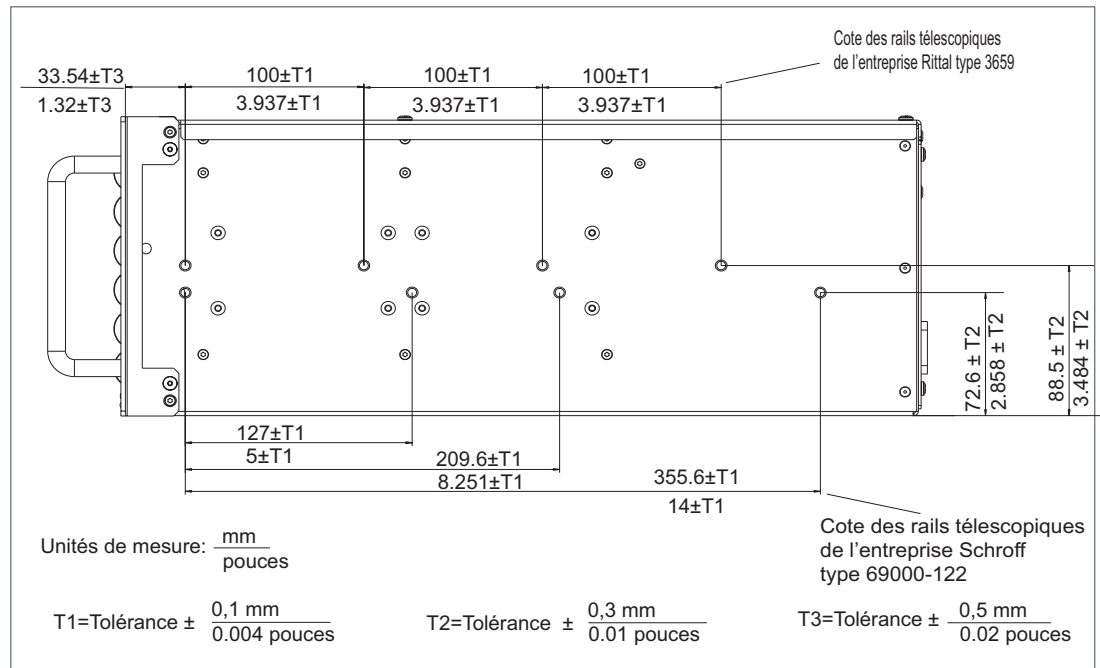 Cote des rails télescopiques
de l'entreprise Rittal type 3659
33.54±T3
1.32±T3
100±T1
3.937±T1
100±T1
3.937±T1
100±T1
3.937±T1
72.6 ± T2
2.858 ± T2
88.5 ± T2
3.484 ± T2
127±T1
5±T1
209.6±T1
8.251±T1
355.6±T1
14±T1
Cote des rails télescopiques
de l'entreprise Schroff
type 69000-122
Unités de mesure: mm
pouces
T1=Tolérance ± 0,1 mm
0.004 pouces
T2=Tolérance ± 0,3 mm
0.01 pouces
T3=Tolérance ± 0,5 mm
0.02 pouces